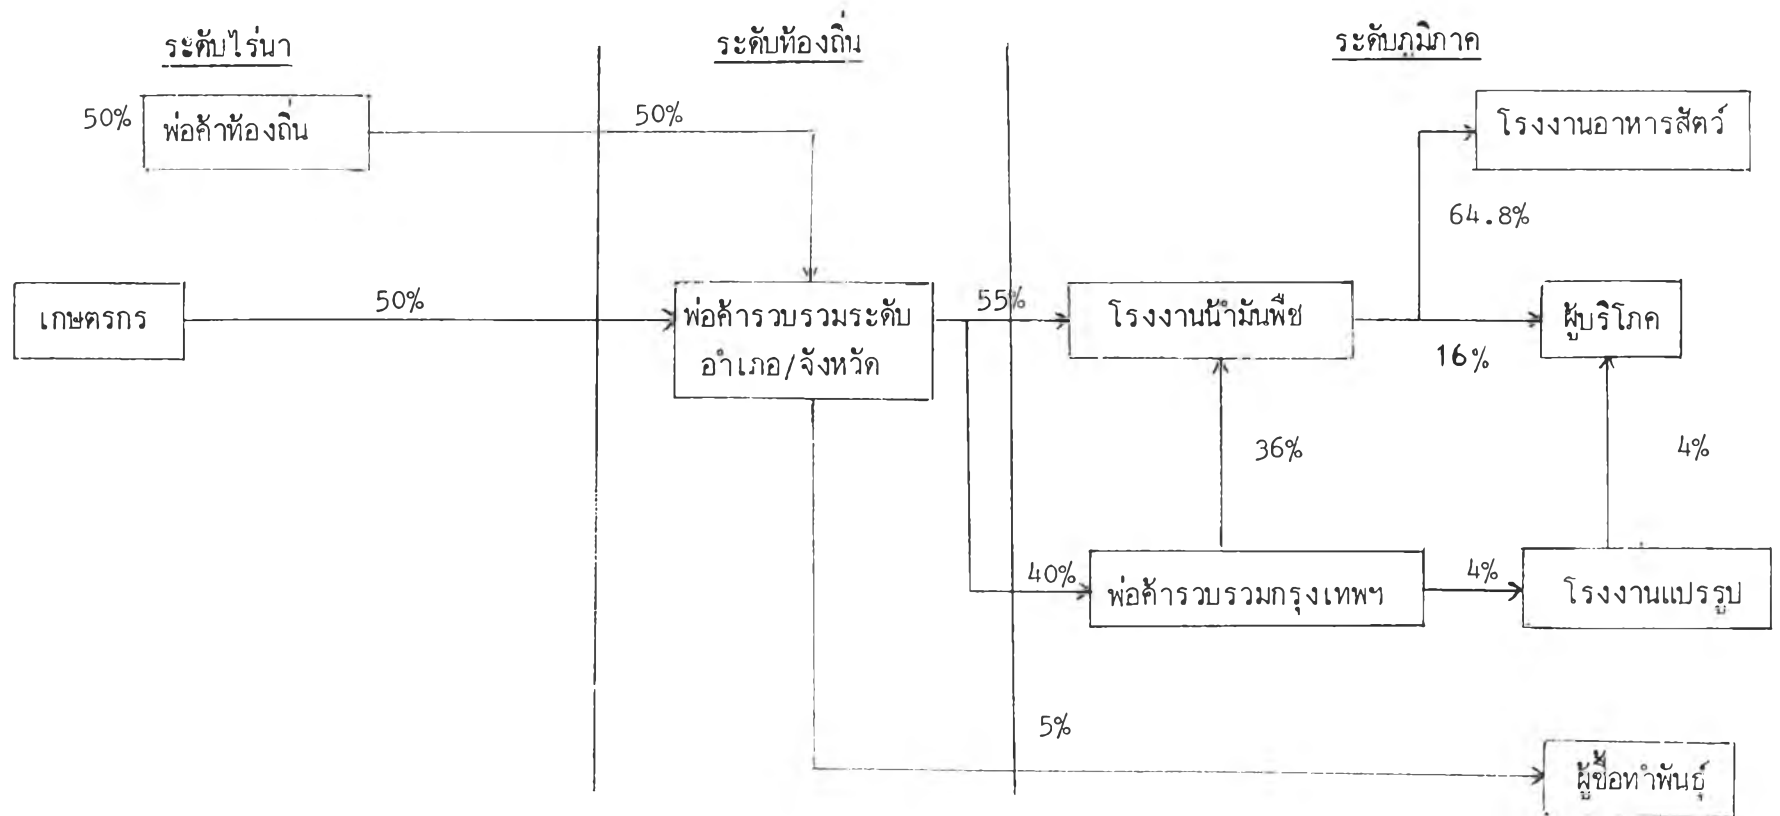 ระดับไร่นา
ระดับท้องถิ่น
ระดับภูมิภาค
50%
พ่อค้าท้องถิ่น
50%
โรงงานอาหารสัตว์
64.8%
เกษตรกร
50%
พ่อค้ารวบรวมระดับ
อำเภอ/จังหวัด
55%
โรงงานน้ำมันพืช
ผู้บริโภค
16%
36%
4%
40%
พ่อค้ารวบรวมกรุงเทพฯ
4%
โรงงานแปรรูป
5%
ผู้ซื้อทำพันธุ์